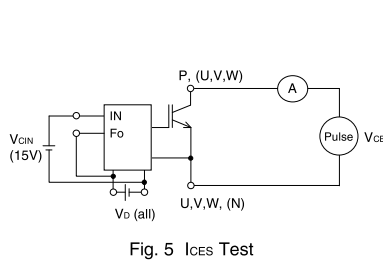 P, (U,V,W)
A
IN
Fo
VCIN
(15V)
Pulse
VCE
U,V,W, (N)
VD (all)
Fig. 5 ICES Test